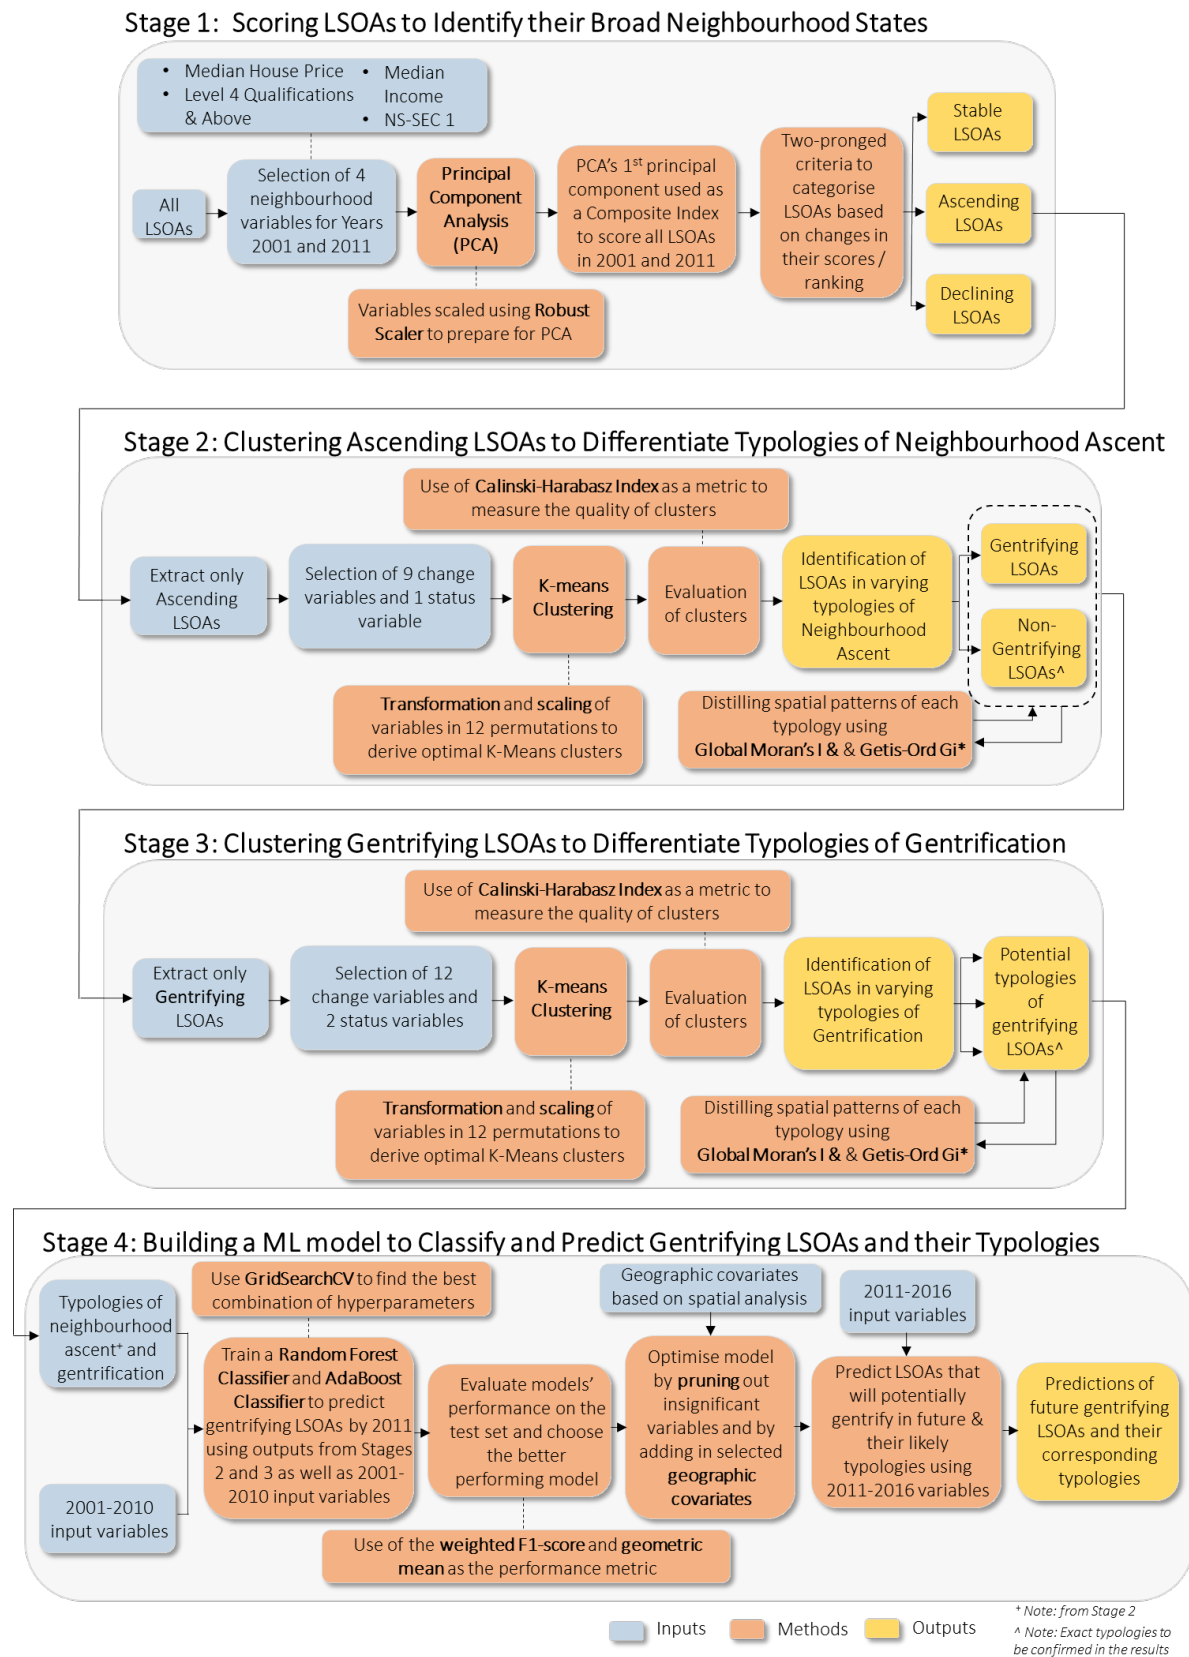 Stage 1:  Scoring LSOAs to Identify their Broad Neighbourhood States
• Median House Price
• Level 4 Qualifications
& Above
• Median
Income
• NS-SEC 1
All
LSOAs
Selection of 4
neighbourhood
variables for Years
2001 and 2011
Principal
Component
Analysis
(PCA)
Variables scaled using Robust
Scaler to prepare for PCA
PCA's 1st principal
component used as
a Composite Index
to score all LSOAs
in 2001 and 2011
Two-pronged
criteria to
categorise
LSOAs based
on changes in
their scores /
ranking
Stable
LSOAs
Ascending
LSOAs
Declining
LSOAs
Stage 2: Clustering Ascending LSOAs to Differentiate Typologies of Neighbourhood Ascent
Use of Calinski-Harabasz Index as a metric to
measure the quality of clusters
Extract only
Ascending
LSOAs
Selection of 9 change
variables and 1 status
variable
K-means
Clustering
Evaluation
of clusters
Identification of
LSOAs in varying
typologies of
Neighbourhood
Ascent
Gentrifying
LSOAs
Non-
Gentrifying
LSOAs^
Transformation and scaling of
variables in 12 permutations to
derive optimal K-Means clusters
Distilling spatial patterns of each
typology using
Global Moran's I & & Getis-Ord Gi*
Stage 3: Clustering Gentrifying LSOAs to Differentiate Typologies of Gentrification
Use of Calinski-Harabasz Index as a metric to
measure the quality of clusters
Extract only
Gentrifying
LSOAs
Selection of 12
change variables and
2 status variables
K-means
Clustering
Evaluation
of clusters
Identification of
LSOAs in varying
typologies of
Gentrification
Potential
typologies
of
gentrifying
LSOAs^
Transformation and scaling of
variables in 12 permutations to
derive optimal K-Means clusters
Distilling spatial patterns of each
typology using
Global Moran's I & & Getis-Ord Gi*
Stage 4: Building a ML model to Classify and Predict Gentrifying LSOAs and their Typologies
Use GridSearchCV to find the best
combination of hyperparameters
Geographic covariates
based on spatial analysis
2011-2016
input variables
Typologies of
neighbourhood
ascent+ and
gentrification
2001-2010
input variables
Train a Random Forest
Classifier and AdaBoost
Classifier to predict
gentrifying LSOAs by 2011
using outputs from Stages
2 and 3 as well as 2001-
2010 input variables
Evaluate models'
performance on the
test set and choose
the better
performing model
Optimise model
by pruning out
insignificant
variables and by
adding in selected
geographic
covariates
Predict LSOAs that
will potentially
gentrify in future &
their likely
typologies using
2011-2016 variables
Predictions of
future gentrifying
LSOAs and their
corresponding
typologies
Use of the weighted F1-score and geometric
mean as the performance metric
Inputs
Methods
Outputs
+ Note: from Stage 2
^ Note: Exact typologies to
be confirmed in the results